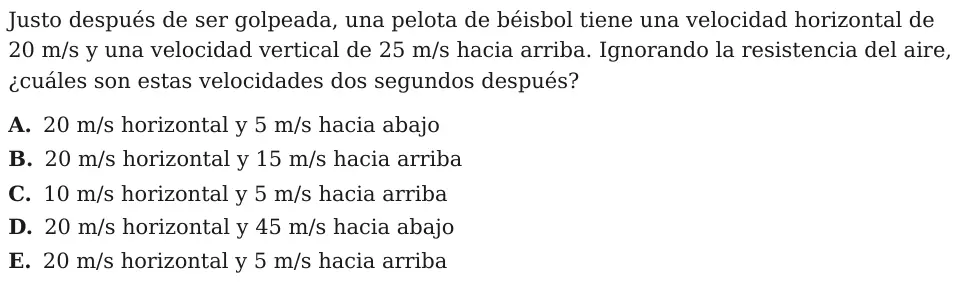 Justo después de ser golpeada, una pelota de béisbol tiene una velocidad horizontal de
20 m/s y una velocidad vertical de 25 m/s hacia arriba. Ignorando la resistencia del aire,
¿cuáles son estas velocidades dos segundos después?
A. 20 m/s horizontal y 5 m/s hacia abajo
B. 20 m/s horizontal y 15 m/s hacia arriba
C. 10 m/s horizontal y 5 m/s hacia arriba
D. 20 m/s horizontal y 45 m/s hacia abajo
E. 20 m/s horizontal y 5 m/s hacia arriba